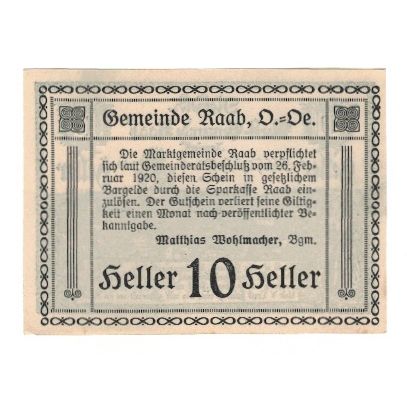 Gemeinde Raab, O.=Oe.
Die Marktgemeinde Raab verpflichtet
sich laut Gemeinderatsbeschluß vom 26. Feb=
ruar 1920, diesen Schein in gesetzlichem
Bargelde durch die Sparkasse Raab ein=
zulösen. Der Gutschein verliert seine Giltig=
keit einen Monat nach veröffentlichter Be=
kanntgabe.
Matthias Wohlmacher, Bgm.
Heller 10 Heller